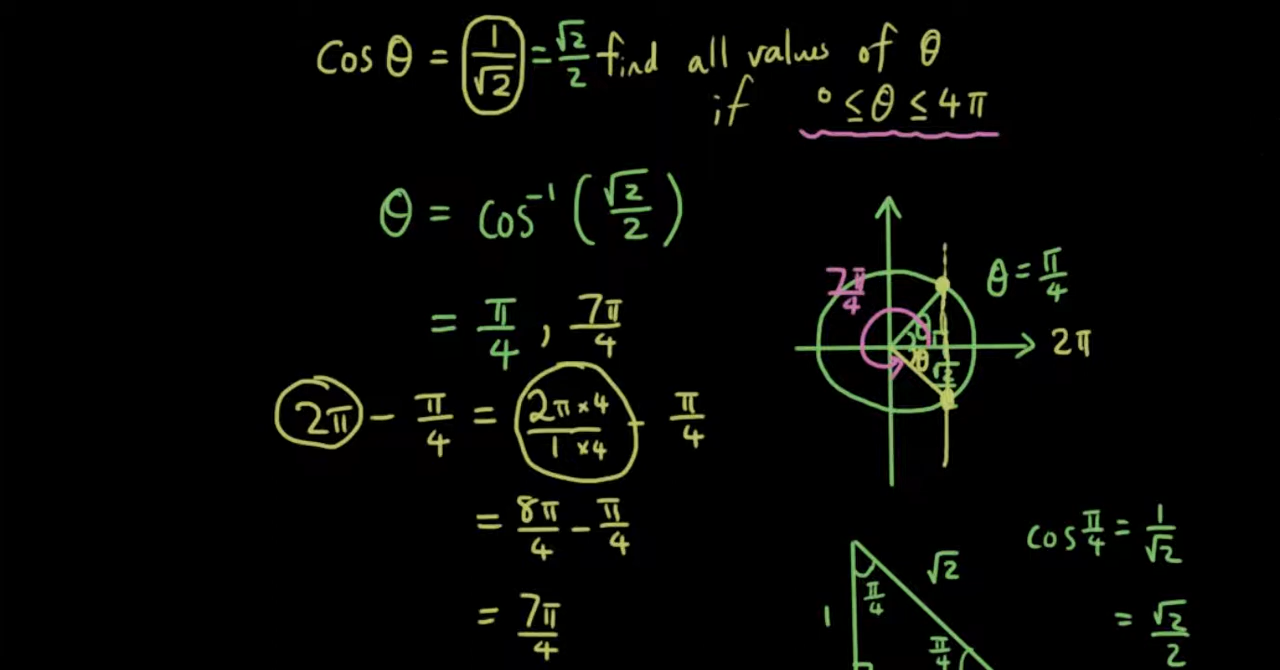 cos θ = 1/√2 = √2/2 find all values of θ
if 0 ≤ θ ≤ 4π
θ = cos⁻¹ (√2/2)
= π/4 , 7π/4
2π − π/4 = 2π×4/1×4 − π/4
= 8π/4 − π/4
= 7π/4
7π/4
θ = π/4
2π
θ
θ
√2/2
cos π/4 = 1/√2
= √2/2
√2
π/4
1
π/4